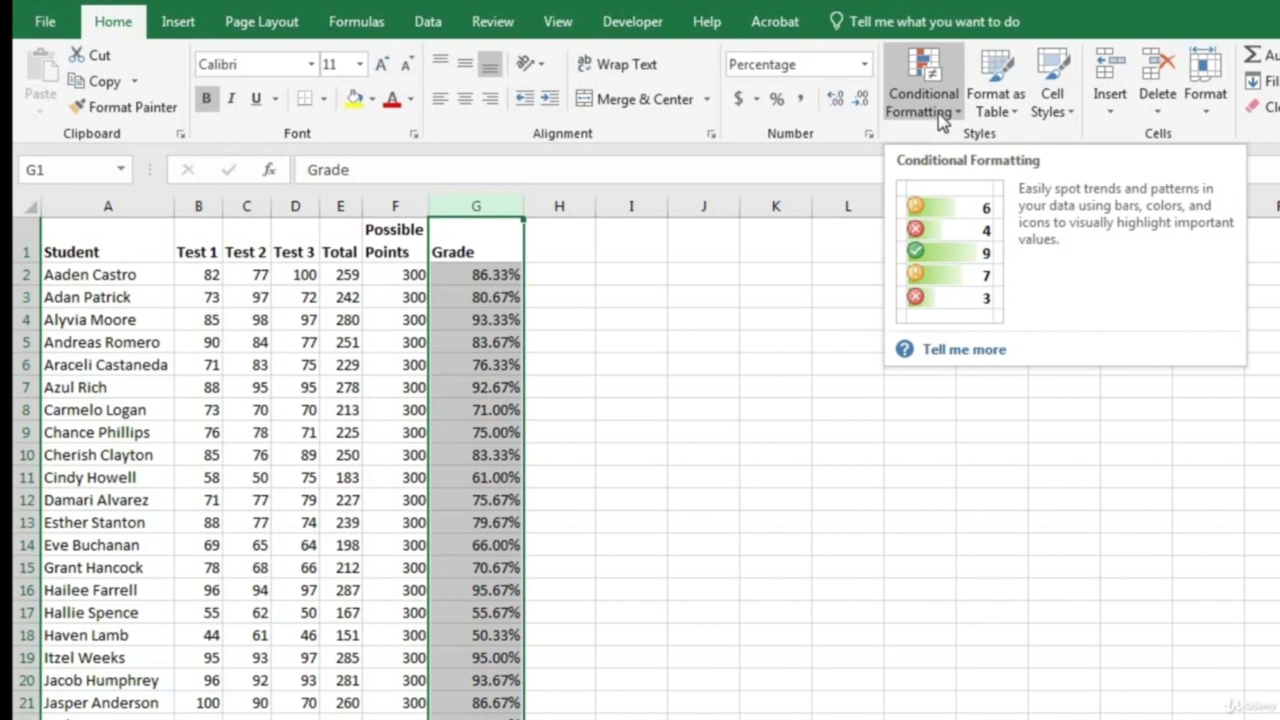 File Home Insert Page Layout Formulas Data Review View Developer Help Acrobat Tell me what you want to do
Paste
Cut
Copy
Format Painter
Clipboard
Calibri 11 A A
B I U A
Font
ab Wrap Text
Merge & Center
Alignment
Percentage
$ % , .00 .0
Number
Conditional Formatting
Format as Table
Cell Styles
Styles
Insert Delete Format
Cells
Σ Au
Fil
Cle
G1 fx Grade
Conditional Formatting
Easily spot trends and patterns in
your data using bars, colors, and
icons to visually highlight important
values.
6
4
9
7
3
? Tell me more
A B C D E F G H I J K L
1 Student Test 1 Test 2 Test 3 Total Possible Points Grade
2 Aaden Castro 82 77 100 259 300 86.33%
3 Adan Patrick 73 97 72 242 300 80.67%
4 Alyvia Moore 85 98 97 280 300 93.33%
5 Andreas Romero 90 84 77 251 300 83.67%
6 Araceli Castaneda 71 83 75 229 300 76.33%
7 Azul Rich 88 95 95 278 300 92.67%
8 Carmelo Logan 73 70 70 213 300 71.00%
9 Chance Phillips 76 78 71 225 300 75.00%
10 Cherish Clayton 85 76 89 250 300 83.33%
11 Cindy Howell 58 50 75 183 300 61.00%
12 Damari Alvarez 71 77 79 227 300 75.67%
13 Esther Stanton 88 77 74 239 300 79.67%
14 Eve Buchanan 69 65 64 198 300 66.00%
15 Grant Hancock 78 68 66 212 300 70.67%
16 Hailee Farrell 96 94 97 287 300 95.67%
17 Hallie Spence 55 62 50 167 300 55.67%
18 Haven Lamb 44 61 46 151 300 50.33%
19 Itzel Weeks 95 93 97 285 300 95.00%
20 Jacob Humphrey 96 92 93 281 300 93.67%
21 Jasper Anderson 100 90 70 260 300 86.67%
Udemy